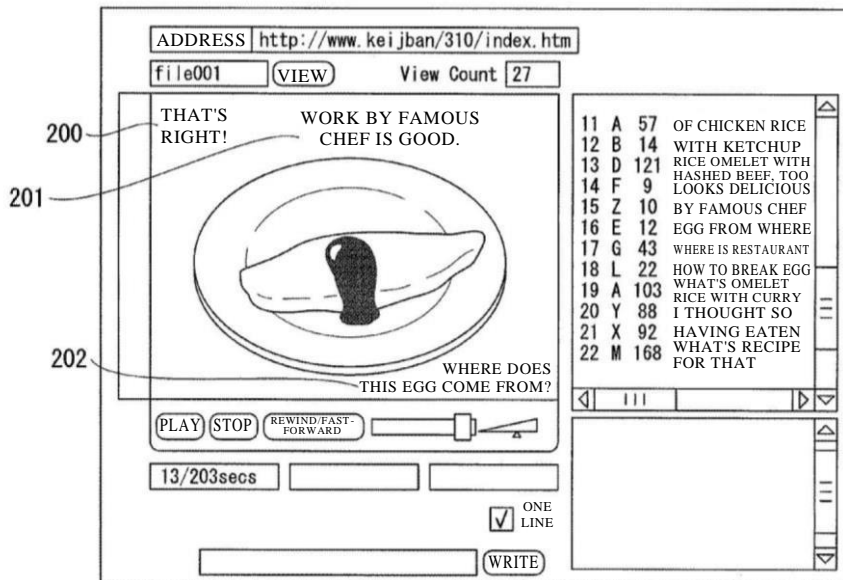 ADDRESS http://www.keijban/310/index.htm
file001 VIEW View Count 27
200
THAT'S
RIGHT!
201
WORK BY FAMOUS
CHEF IS GOOD.
202
WHERE DOES
THIS EGG COME FROM?
PLAY STOP REWIND/FAST-
FORWARD
13/203secs
ONE
LINE
WRITE
11 A 57 OF CHICKEN RICE
12 B 14 WITH KETCHUP
13 D 121 RICE OMELET WITH
HASHED BEEF, TOO
14 F 9 LOOKS DELICIOUS
15 Z 10 BY FAMOUS CHEF
16 E 12 EGG FROM WHERE
17 G 43 WHERE IS RESTAURANT
18 L 22 HOW TO BREAK EGG
19 A 103 WHAT'S OMELET
RICE WITH CURRY
20 Y 88 I THOUGHT SO
21 X 92 HAVING EATEN
22 M 168 WHAT'S RECIPE
FOR THAT